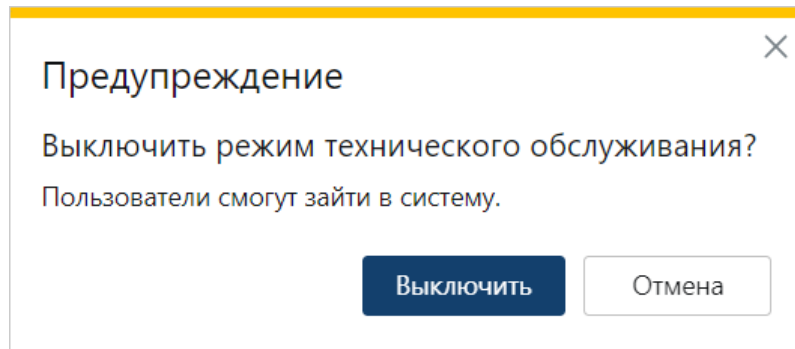 Предупреждение
Выключить режим технического обслуживания?
Пользователи смогут зайти в систему.
Выключить
Отмена